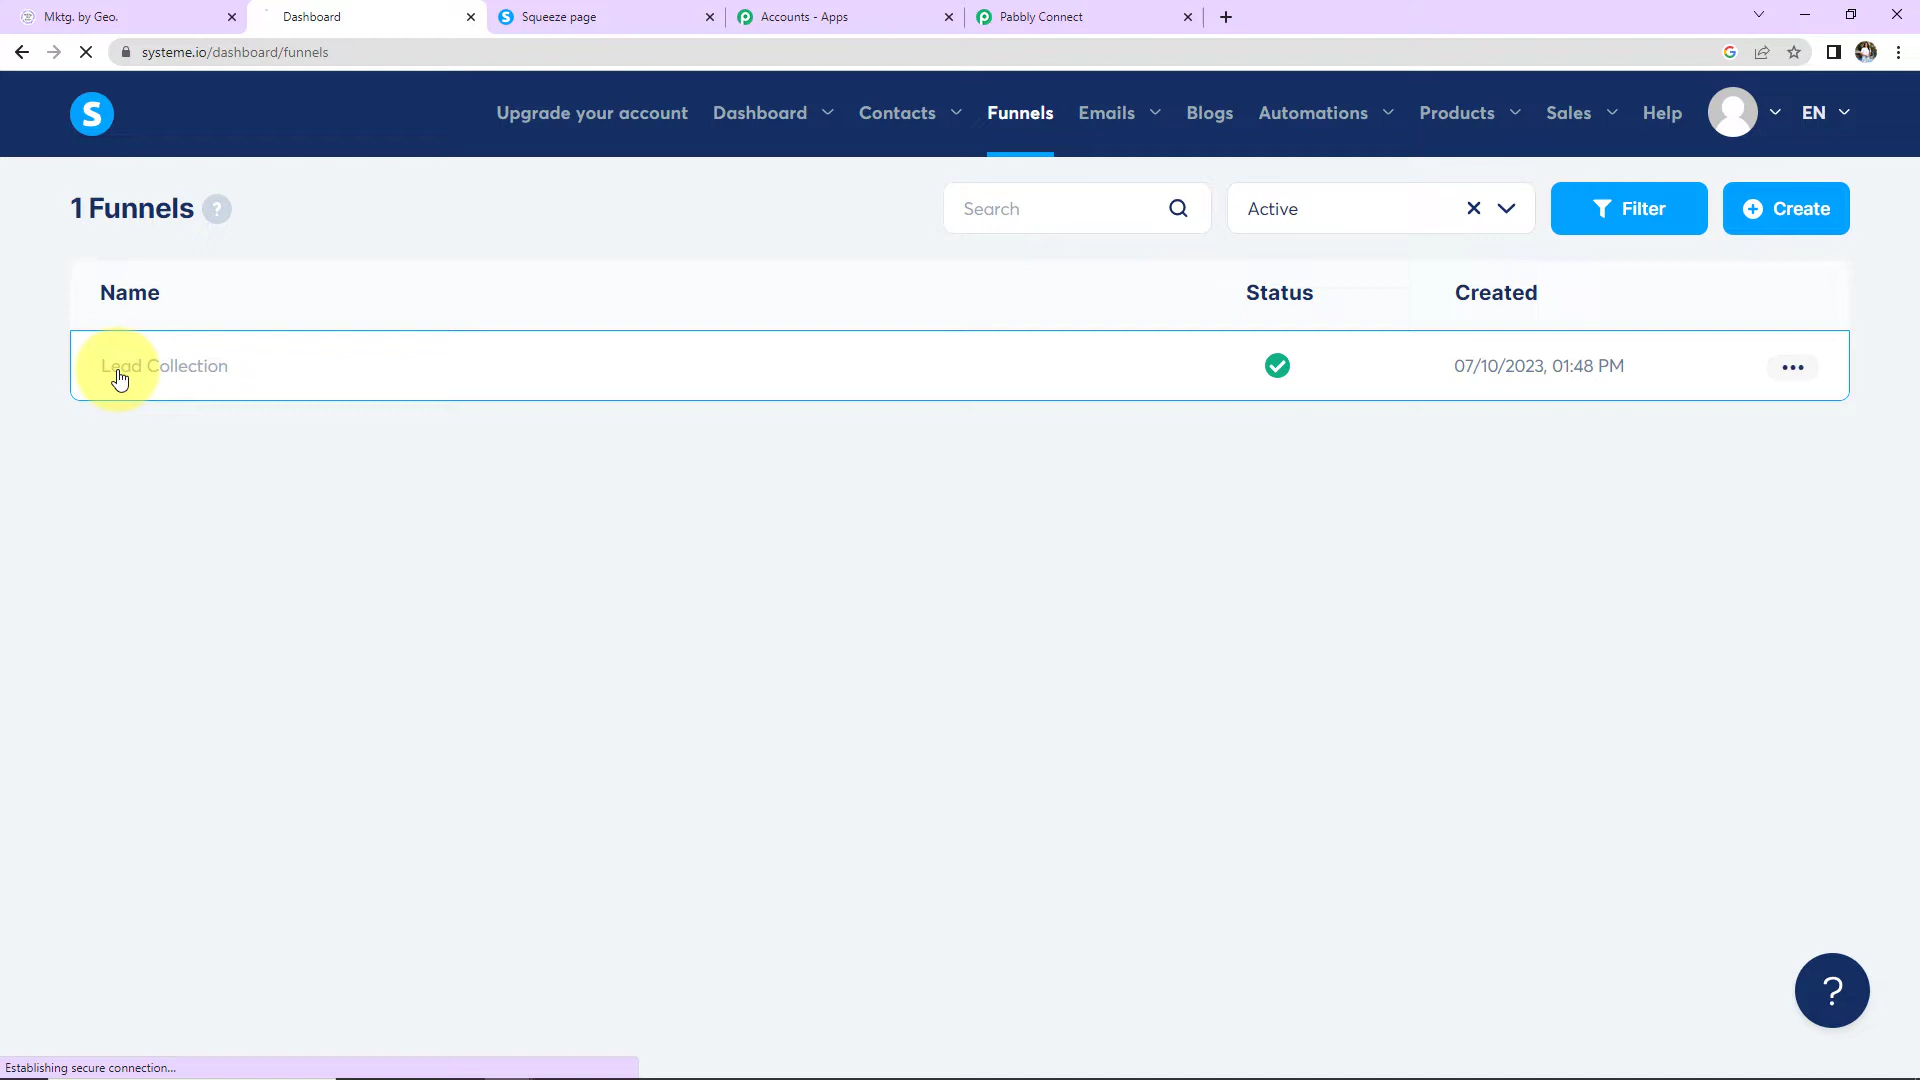 Mktg. by Geo.
Dashboard
Squeeze page
Accounts - Apps
Pabbly Connect
systeme.io/dashboard/funnels
S
Upgrade your account
Dashboard
Contacts
Funnels
Emails
Blogs
Automations
Products
Sales
Help
EN
1 Funnels ?
Search
Active
Filter
Create
Name
Status
Created
Lead Collection
07/10/2023, 01:48 PM
?
Establishing secure connection...